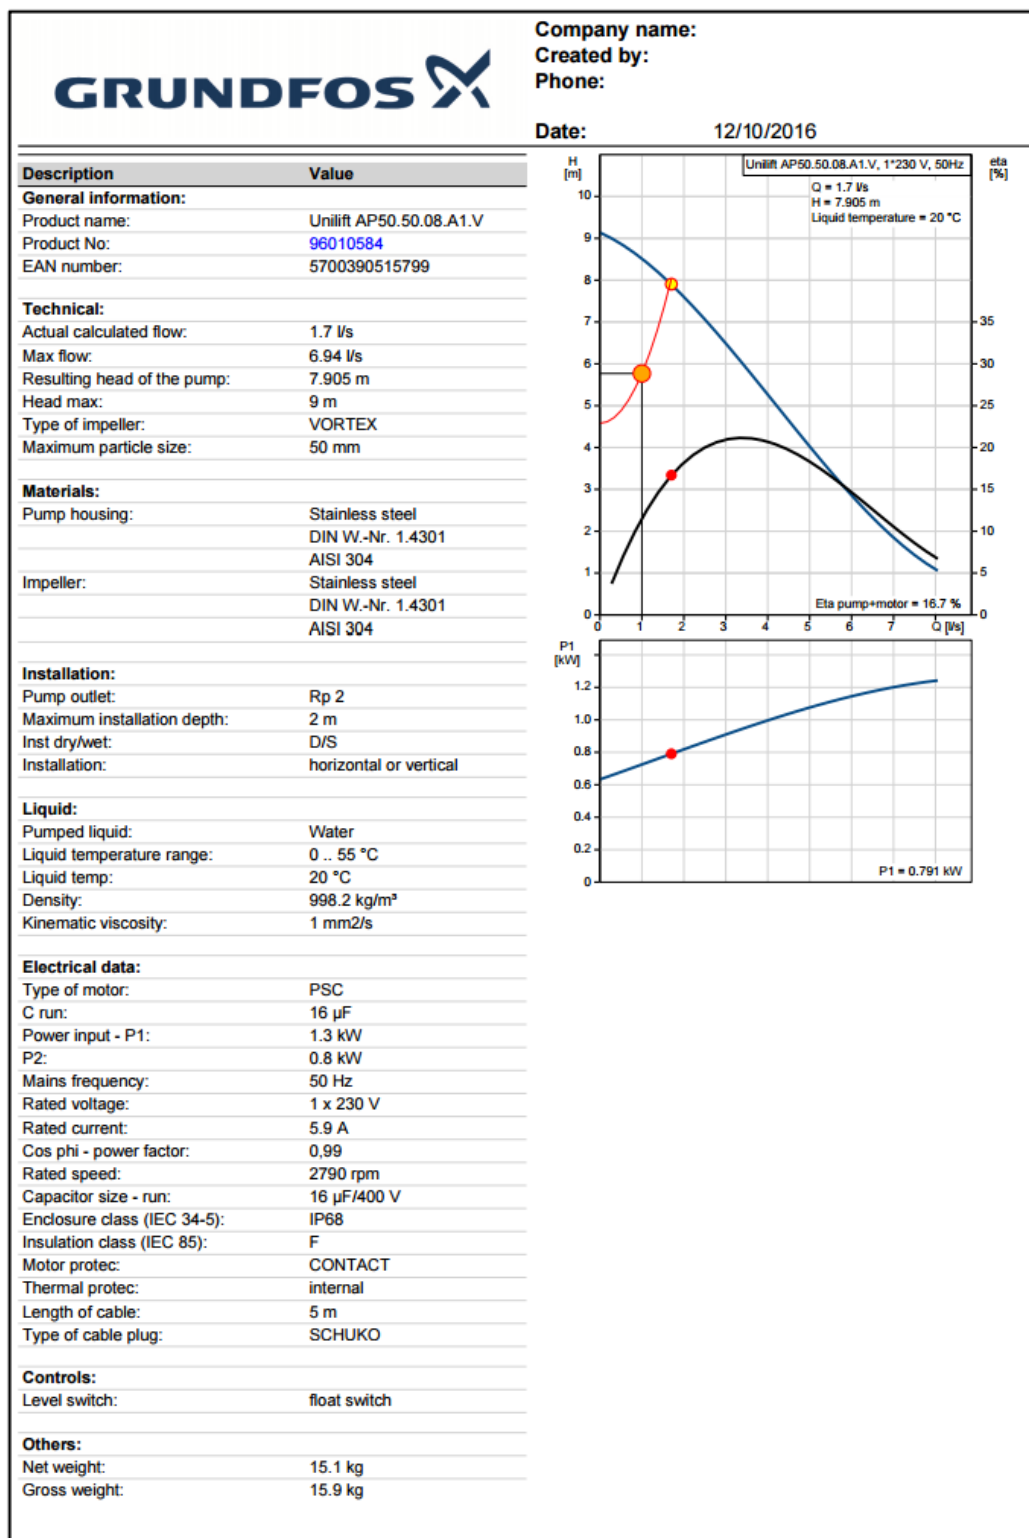 GRUNDFOS
Company name:
Created by:
Phone:
Date: 12/10/2016
Description Value
General information:
Product name: Unilift AP50.50.08.A1.V
Product No: 96010584
EAN number: 5700390515799
Technical:
Actual calculated flow: 1.7 l/s
Max flow: 6.94 l/s
Resulting head of the pump: 7.905 m
Head max: 9 m
Type of impeller: VORTEX
Maximum particle size: 50 mm
Materials:
Pump housing: Stainless steel
DIN W.-Nr. 1.4301
AISI 304
Impeller: Stainless steel
DIN W.-Nr. 1.4301
AISI 304
Installation:
Pump outlet: Rp 2
Maximum installation depth: 2 m
Inst dry/wet: D/S
Installation: horizontal or vertical
Liquid:
Pumped liquid: Water
Liquid temperature range: 0 .. 55 °C
Liquid temp: 20 °C
Density: 998.2 kg/m³
Kinematic viscosity: 1 mm2/s
Electrical data:
Type of motor: PSC
C run: 16 µF
Power input - P1: 1.3 kW
P2: 0.8 kW
Mains frequency: 50 Hz
Rated voltage: 1 x 230 V
Rated current: 5.9 A
Cos phi - power factor: 0,99
Rated speed: 2790 rpm
Capacitor size - run: 16 µF/400 V
Enclosure class (IEC 34-5): IP68
Insulation class (IEC 85): F
Motor protec: CONTACT
Thermal protec: internal
Length of cable: 5 m
Type of cable plug: SCHUKO
Controls:
Level switch: float switch
Others:
Net weight: 15.1 kg
Gross weight: 15.9 kg
H
[m]
Unilift AP50.50.08.A1.V, 1*230 V, 50Hz
eta
[%]
Q = 1.7 l/s
H = 7.905 m
Liquid temperature = 20 °C
10
9
8
7
6
5
4
3
2
1
0
35
30
25
20
15
10
5
0
Eta pump+motor = 16.7 %
0 1 2 3 4 5 6 7 Q [l/s]
P1
[kW]
1.2
1.0
0.8
0.6
0.4
0.2
0
P1 = 0.791 kW